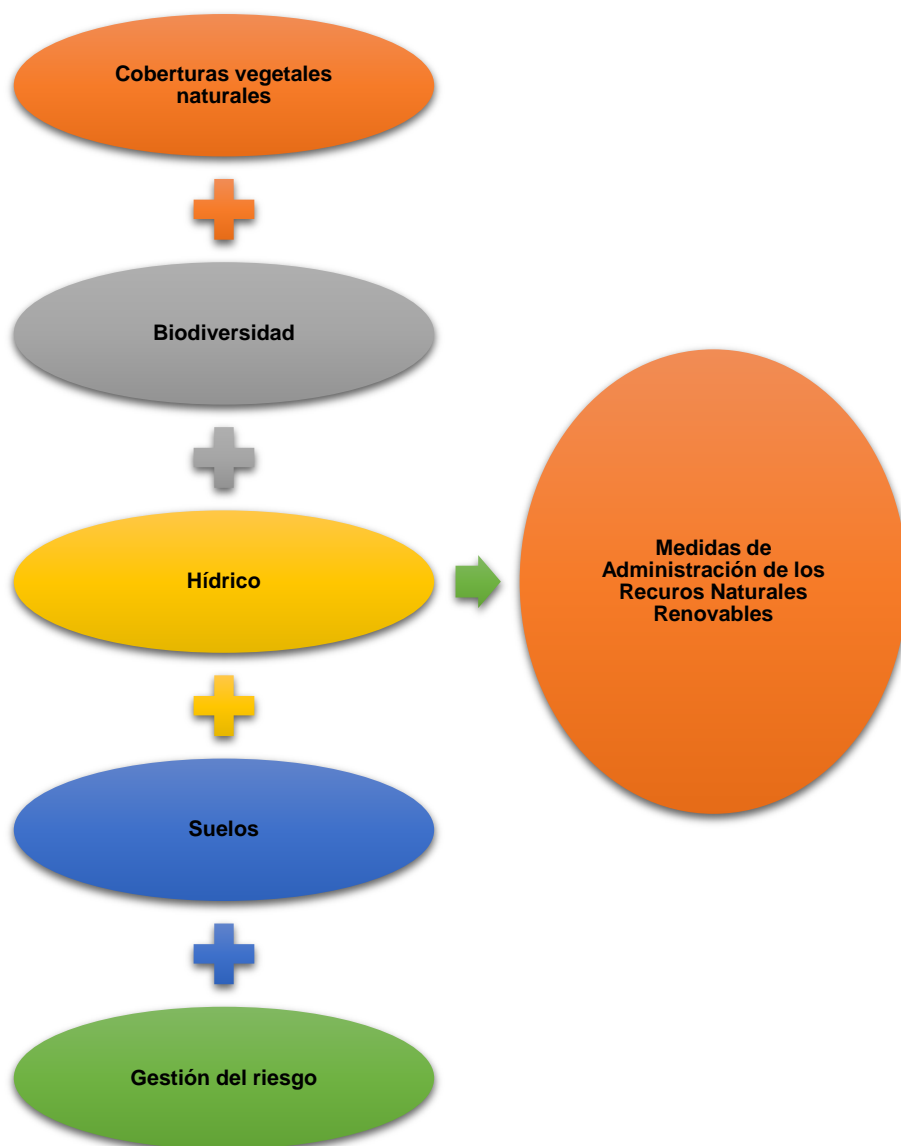 Coberturas vegetales
naturales
Biodiversidad
Hídrico
Suelos
Gestión del riesgo
Medidas de
Administración de los
Recuros Naturales
Renovables